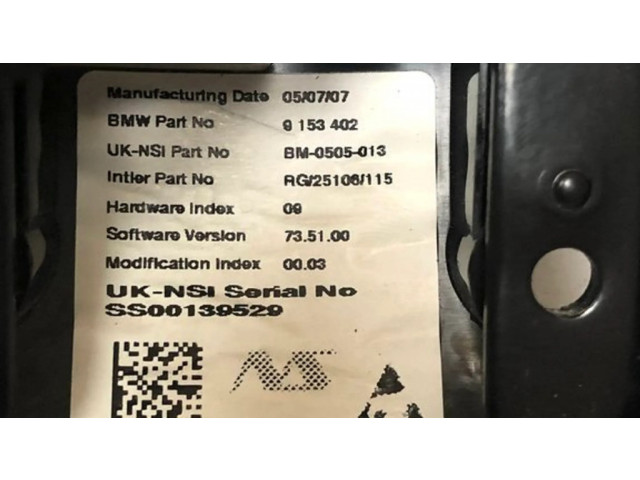 Manufacturing Date 05/07/07
BMW Part No 9 153 402
UK-NSI Part No BM-0505-013
Intier Part No RG/25106/115
Hardware Index 09
Software Version 73.51.00
Modification Index 00.03
UK-NSI Serial No
SS00139529
NS